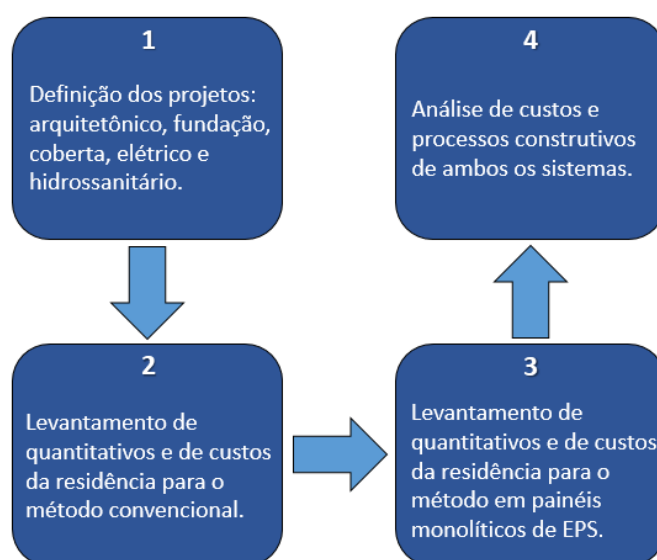 1
Definição dos projetos:
arquitetônico, fundação,
coberta, elétrico e
hidrossanitário.
2
Levantamento de
quantitativos e de custos
da residência para o
método convencional.
3
Levantamento de
quantitativos e de custos
da residência para o
método em painéis
monolíticos de EPS.
4
Análise de custos e
processos construtivos
de ambos os sistemas.